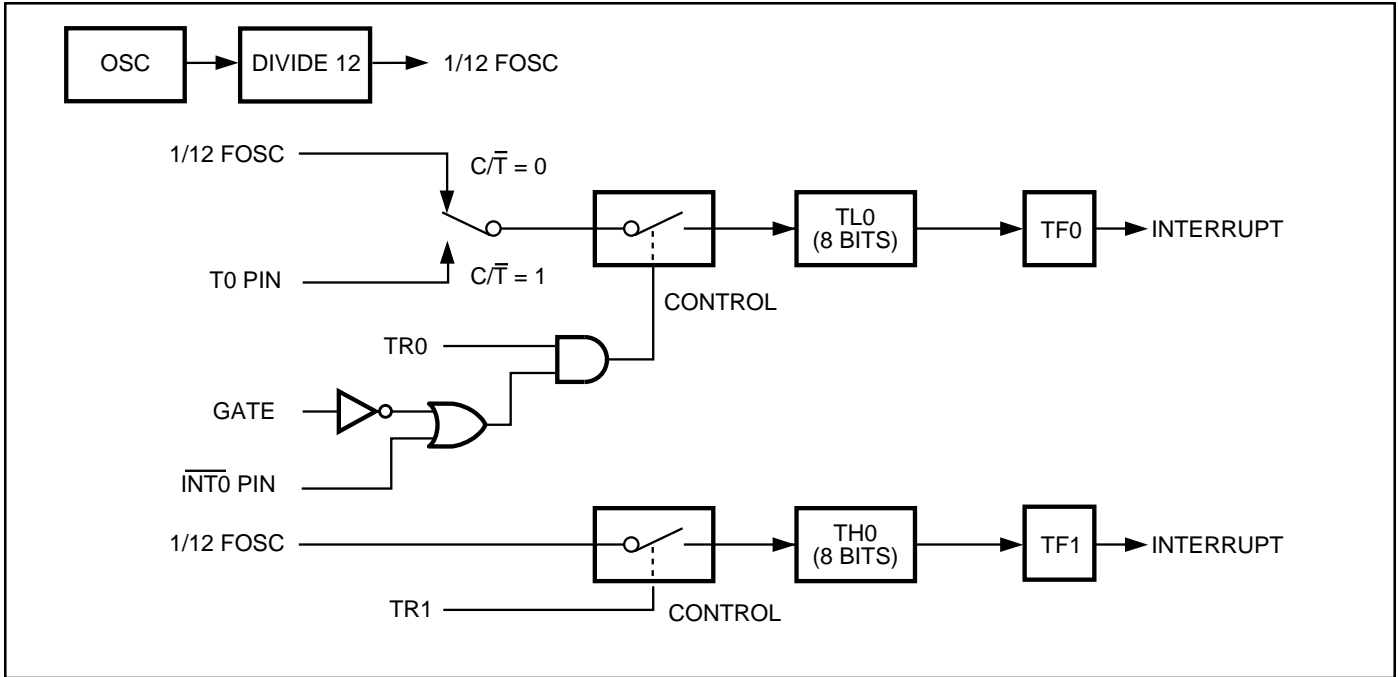 OSC
DIVIDE 12
1/12 FOSC
1/12 FOSC
C/T̅ = 0
TL0
(8 BITS)
TF0
INTERRUPT
T0 PIN
C/T̅ = 1
CONTROL
TR0
GATE
I̅N̅T̅0̅ PIN
1/12 FOSC
TH0
(8 BITS)
TF1
INTERRUPT
TR1
CONTROL